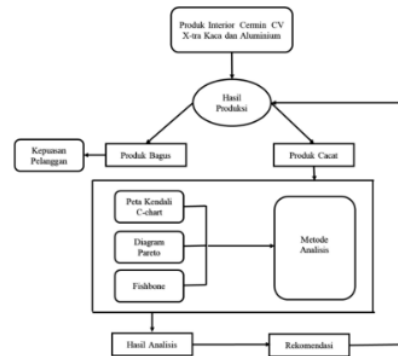 Produk Interior Cermin CV
X-tra Kaca dan Aluminium
Hasil
Produksi
Kepuasan
Pelanggan
Produk Bagus
Produk Cacat
Peta Kendali
C-chart
Diagram
Pareto
Fishbone
Metode
Analisis
Hasil Analisis
Rekomendasi